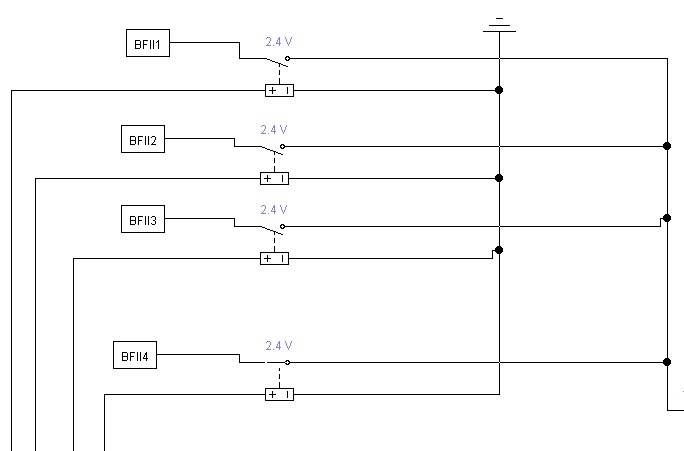 BFII1
2.4 V
+ I
BFII2
2.4 V
+ I
BFII3
2.4 V
+ I
BFII4
2.4 V
+ I